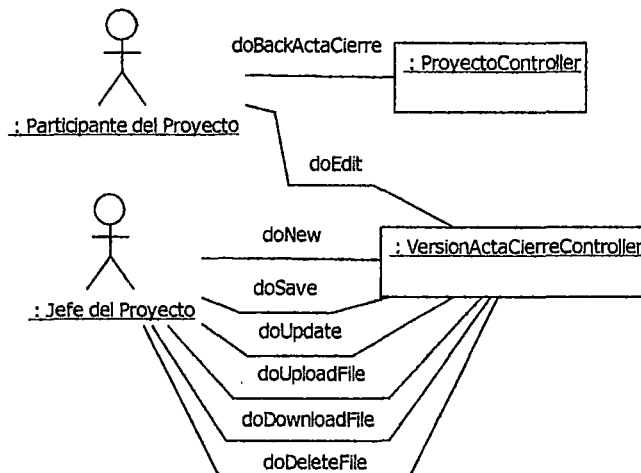 doBackActaCierre
: ProyectoController
: Participante del Proyecto
doEdit
doNew
: VersionActaCierreController
doSave
: Jefe del Proyecto
doUpdate
doUploadFile
doDownloadFile
doDeleteFile